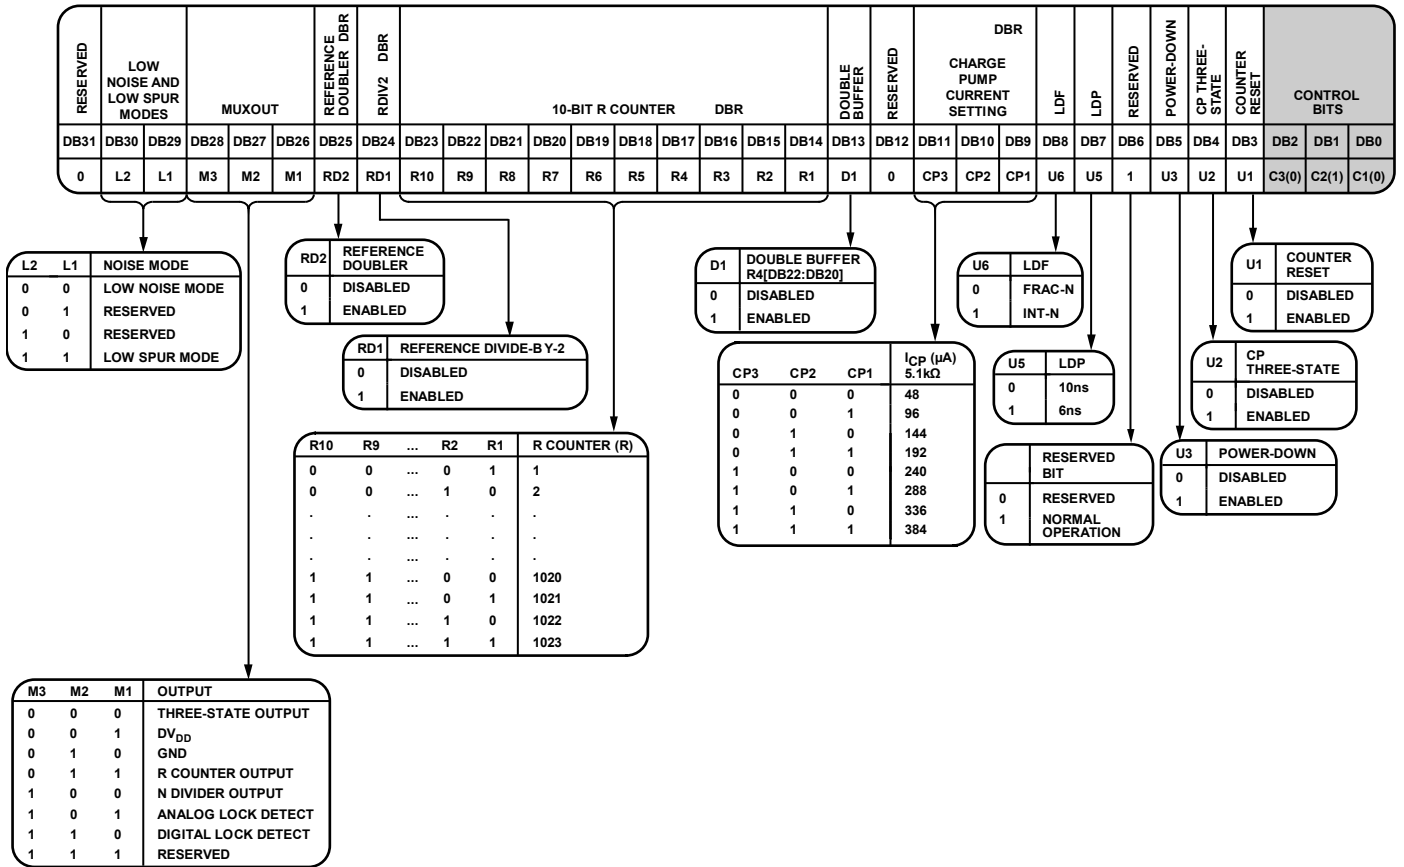 RESERVED
LOW
NOISE AND
LOW SPUR
MODES
MUXOUT
REFERENCE
DOUBLER DBR
RDIV2 DBR
10-BIT R COUNTER DBR
DOUBLE
BUFFER
RESERVED
DBR
CHARGE
PUMP
CURRENT
SETTING
LDF
LDP
RESERVED
POWER-DOWN
CP THREE-
STATE
COUNTER
RESET
CONTROL
BITS
DB31 DB30 DB29 DB28 DB27 DB26 DB25 DB24 DB23 DB22 DB21 DB20 DB19 DB18 DB17 DB16 DB15 DB14 DB13 DB12 DB11 DB10 DB9 DB8 DB7 DB6 DB5 DB4 DB3 DB2 DB1 DB0
0 L2 L1 M3 M2 M1 RD2 RD1 R10 R9 R8 R7 R6 R5 R4 R3 R2 R1 D1 0 CP3 CP2 CP1 U6 U5 1 U3 U2 U1 C3(0) C2(1) C1(0)
L2 L1 NOISE MODE
0 0 LOW NOISE MODE
0 1 RESERVED
1 0 RESERVED
1 1 LOW SPUR MODE
RD2 REFERENCE
DOUBLER
0 DISABLED
1 ENABLED
RD1 REFERENCE DIVIDE-BY-2
0 DISABLED
1 ENABLED
R10 R9 ... R2 R1 R COUNTER (R)
0 0 ... 0 1 1
0 0 ... 1 0 2
. . ... . . .
. . ... . . .
. . ... . . .
1 1 ... 0 0 1020
1 1 ... 0 1 1021
1 1 ... 1 0 1022
1 1 ... 1 1 1023
D1 DOUBLE BUFFER
R4[DB22:DB20]
0 DISABLED
1 ENABLED
CP3 CP2 CP1 ICP (µA)
5.1kΩ
0 0 0 48
0 0 1 96
0 1 0 144
0 1 1 192
1 0 0 240
1 0 1 288
1 1 0 336
1 1 1 384
U6 LDF
0 FRAC-N
1 INT-N
U5 LDP
0 10ns
1 6ns
RESERVED
BIT
0 RESERVED
1 NORMAL
OPERATION
U1 COUNTER
RESET
0 DISABLED
1 ENABLED
U2 CP
THREE-STATE
0 DISABLED
1 ENABLED
U3 POWER-DOWN
0 DISABLED
1 ENABLED
M3 M2 M1 OUTPUT
0 0 0 THREE-STATE OUTPUT
0 0 1 DVDD
0 1 0 GND
0 1 1 R COUNTER OUTPUT
1 0 0 N DIVIDER OUTPUT
1 0 1 ANALOG LOCK DETECT
1 1 0 DIGITAL LOCK DETECT
1 1 1 RESERVED